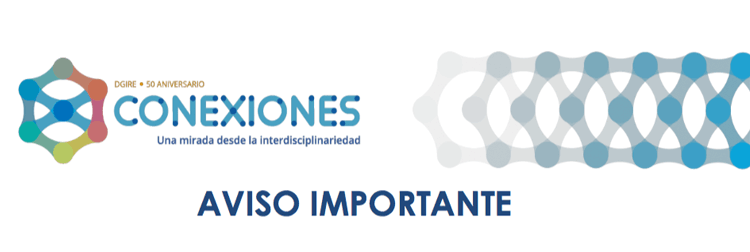 DGIRE • 50 ANIVERSARIO
CONEXIONES
Una mirada desde la interdisciplinariedad
AVISO IMPORTANTE